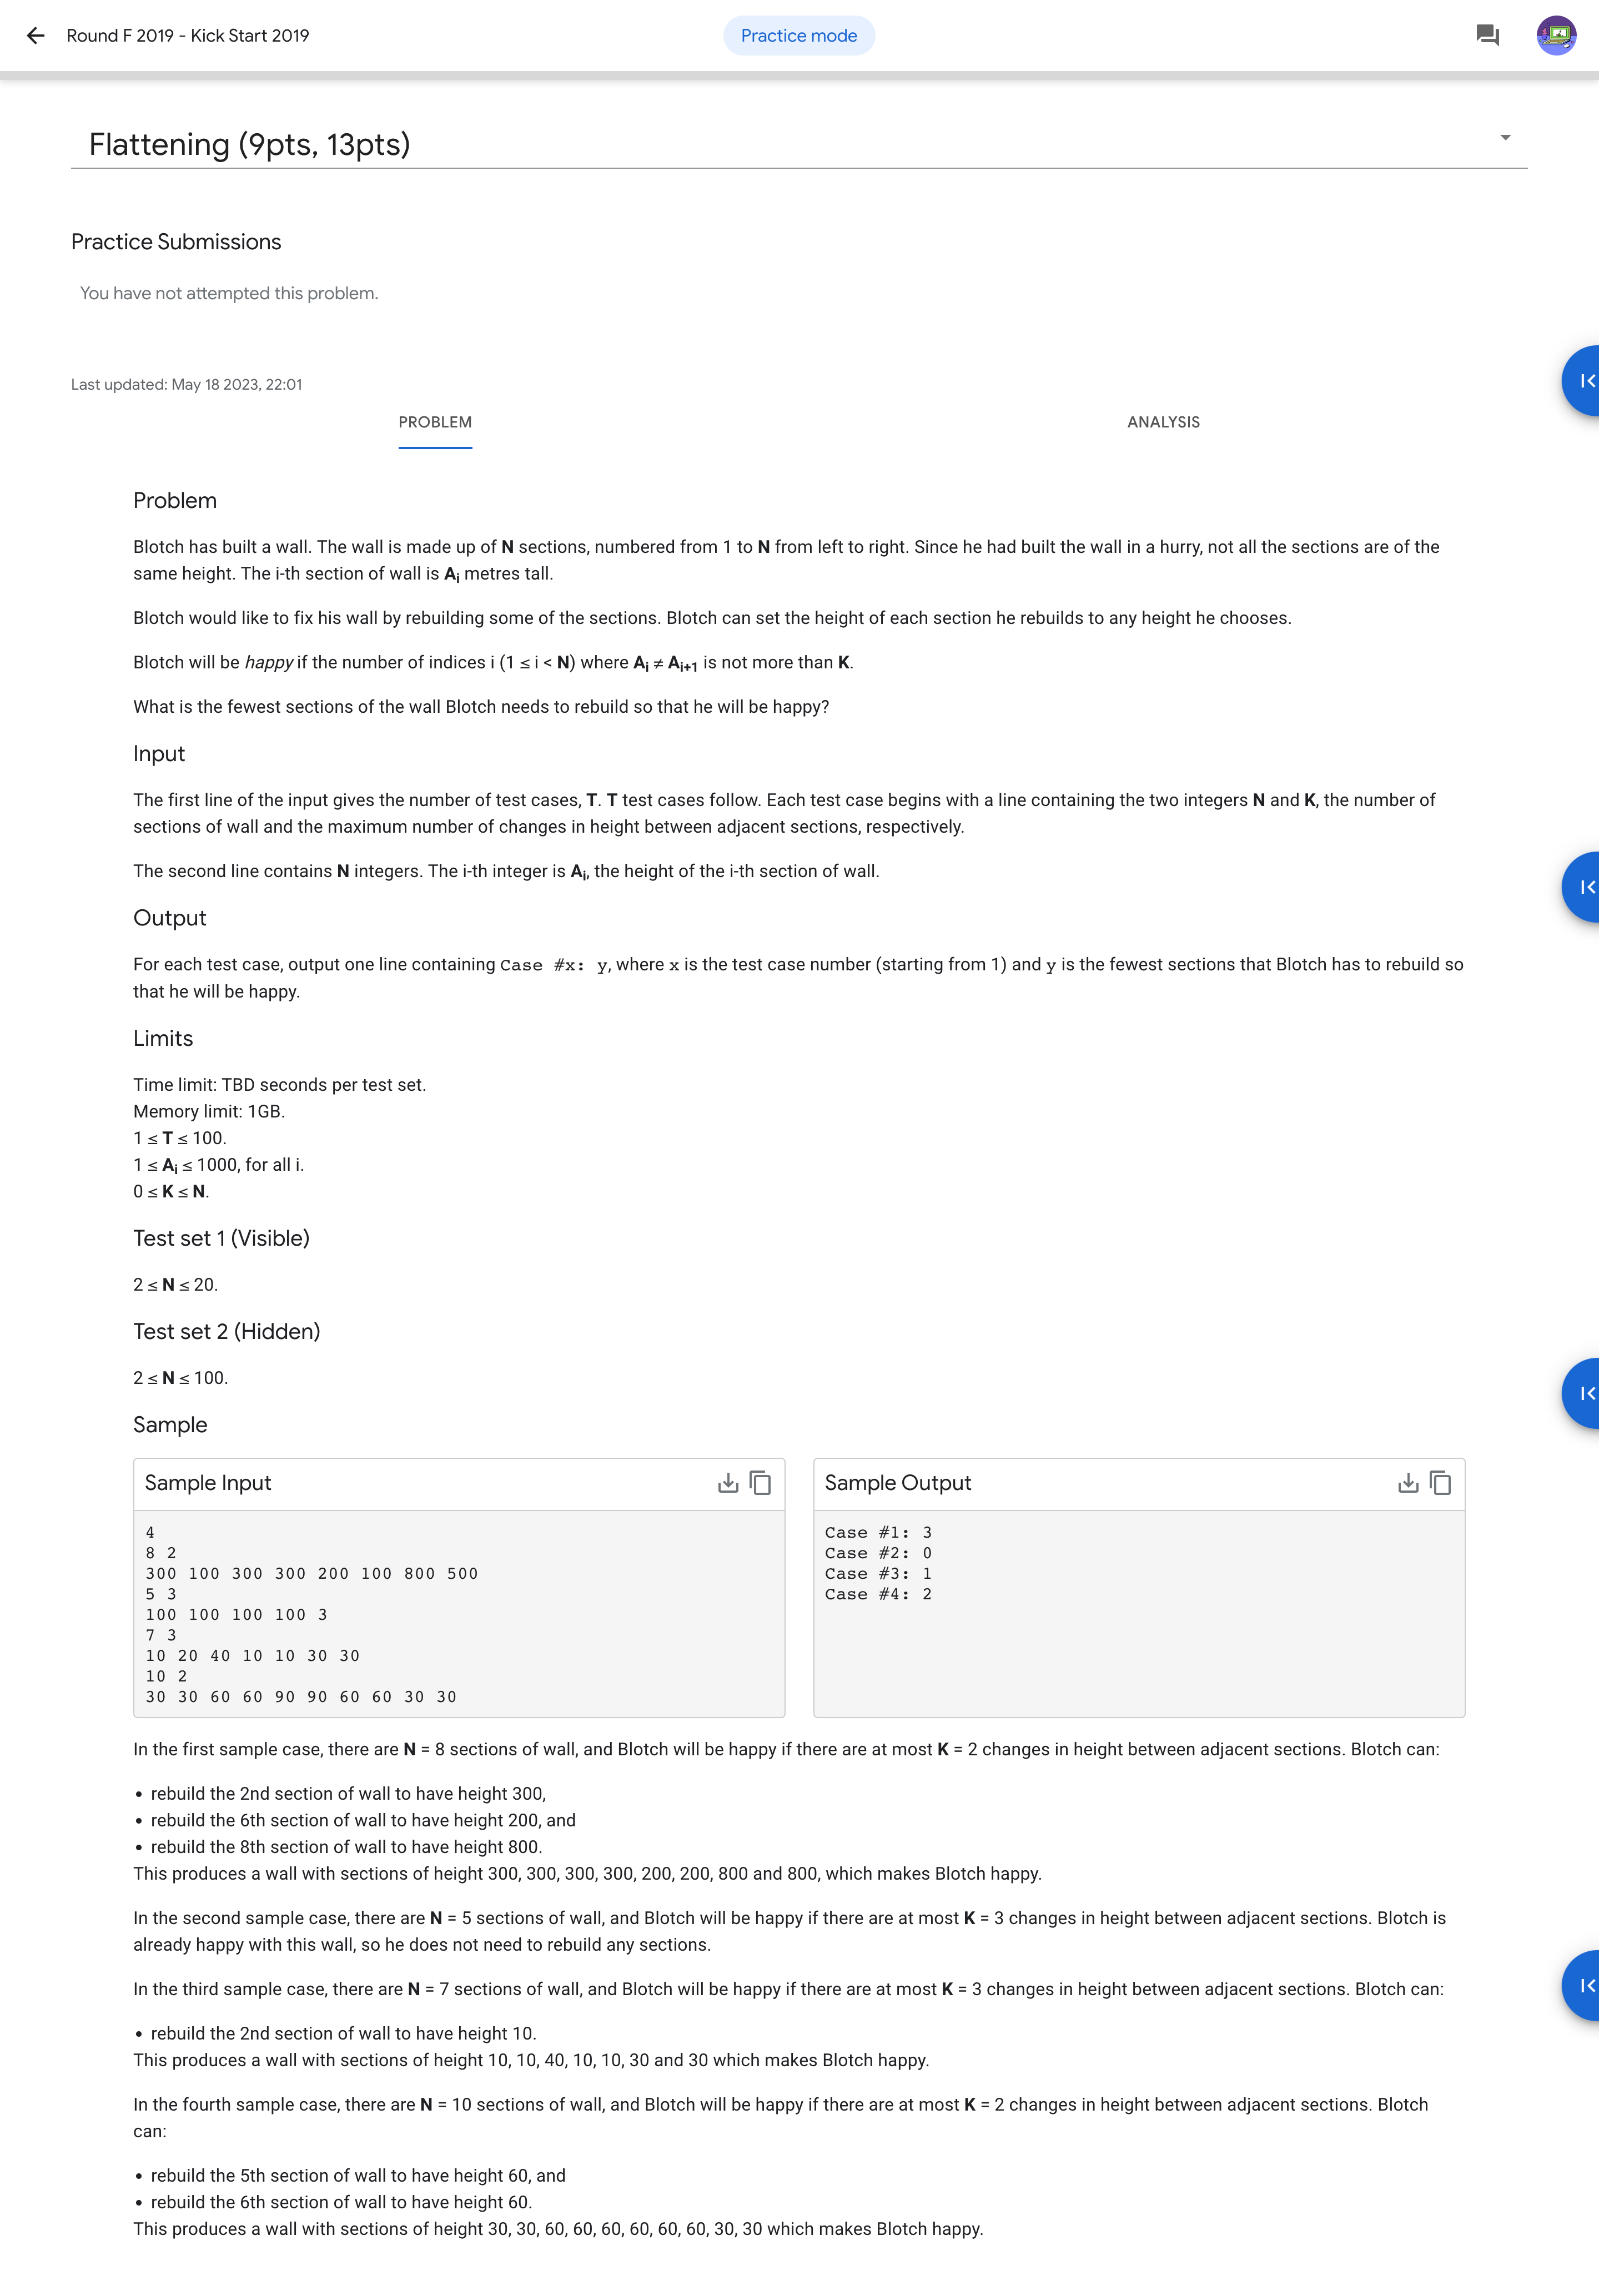 Round F 2019 - Kick Start 2019
Practice mode
Flattening (9pts, 13pts)
Practice Submissions
You have not attempted this problem.
Last updated: May 18 2023, 22:01
PROBLEM
ANALYSIS
Problem
Blotch has built a wall. The wall is made up of N sections, numbered from 1 to N from left to right. Since he had built the wall in a hurry, not all the sections are of the
same height. The i-th section of wall is Ai metres tall.
Blotch would like to fix his wall by rebuilding some of the sections. Blotch can set the height of each section he rebuilds to any height he chooses.
Blotch will be happy if the number of indices i (1 ≤ i < N) where Ai ≠ Ai+1 is not more than K.
What is the fewest sections of the wall Blotch needs to rebuild so that he will be happy?
Input
The first line of the input gives the number of test cases, T. T test cases follow. Each test case begins with a line containing the two integers N and K, the number of
sections of wall and the maximum number of changes in height between adjacent sections, respectively.
The second line contains N integers. The i-th integer is Ai, the height of the i-th section of wall.
Output
For each test case, output one line containing Case #x: y, where x is the test case number (starting from 1) and y is the fewest sections that Blotch has to rebuild so
that he will be happy.
Limits
Time limit: TBD seconds per test set.
Memory limit: 1GB.
1 ≤ T ≤ 100.
1 ≤ Ai ≤ 1000, for all i.
0 ≤ K ≤ N.
Test set 1 (Visible)
2 ≤ N ≤ 20.
Test set 2 (Hidden)
2 ≤ N ≤ 100.
Sample
Sample Input
4
8 2
300 100 300 300 200 100 800 500
5 3
100 100 100 100 3
7 3
10 20 40 10 10 30 30
10 2
30 30 60 60 90 90 60 60 30 30
Sample Output
Case #1: 3
Case #2: 0
Case #3: 1
Case #4: 2
In the first sample case, there are N = 8 sections of wall, and Blotch will be happy if there are at most K = 2 changes in height between adjacent sections. Blotch can:
• rebuild the 2nd section of wall to have height 300,
• rebuild the 6th section of wall to have height 200, and
• rebuild the 8th section of wall to have height 800.
This produces a wall with sections of height 300, 300, 300, 300, 200, 200, 800 and 800, which makes Blotch happy.
In the second sample case, there are N = 5 sections of wall, and Blotch will be happy if there are at most K = 3 changes in height between adjacent sections. Blotch is
already happy with this wall, so he does not need to rebuild any sections.
In the third sample case, there are N = 7 sections of wall, and Blotch will be happy if there are at most K = 3 changes in height between adjacent sections. Blotch can:
• rebuild the 2nd section of wall to have height 10.
This produces a wall with sections of height 10, 10, 40, 10, 10, 30 and 30 which makes Blotch happy.
In the fourth sample case, there are N = 10 sections of wall, and Blotch will be happy if there are at most K = 2 changes in height between adjacent sections. Blotch
can:
• rebuild the 5th section of wall to have height 60, and
• rebuild the 6th section of wall to have height 60.
This produces a wall with sections of height 30, 30, 60, 60, 60, 60, 60, 60, 30, 30 which makes Blotch happy.